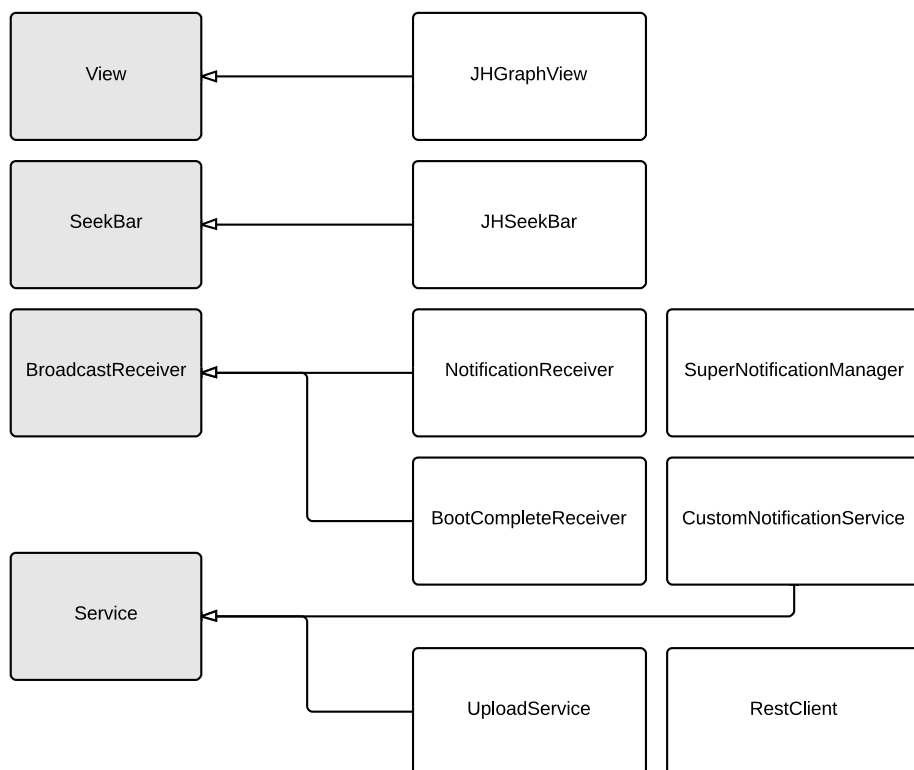 View
JHGraphView
SeekBar
JHSeekBar
BroadcastReceiver
NotificationReceiver
SuperNotificationManager
BootCompleteReceiver
CustomNotificationService
Service
UploadService
RestClient